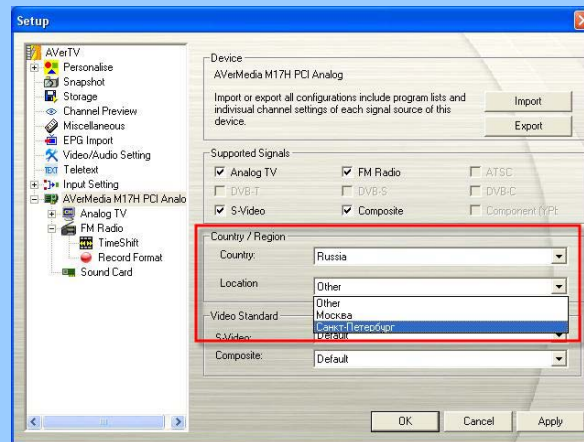 Setup
AVerTV
Personalise
Snapshot
Storage
Channel Preview
Miscellaneous
EPG Import
Video/Audio Setting
TEXT Teletext
Input Setting
AVerMedia M17H PCI Analo
Analog TV
FM Radio
TimeShift
Record Format
Sound Card
Device
AVerMedia M17H PCI Analog
Import or export all configurations include program lists and
indivisual channel settings of each signal source of this
device.
Import
Export
Supported Signals
Analog TV
FM Radio
ATSC
DVB-T
DVB-S
DVB-C
S-Video
Composite
Component (YPE
Country / Region
Country:
Russia
Location
Other
Other
Москва
Санкт-Петербург
Video Standard
S-Video:
Default
Composite:
Default
OK
Cancel
Apply